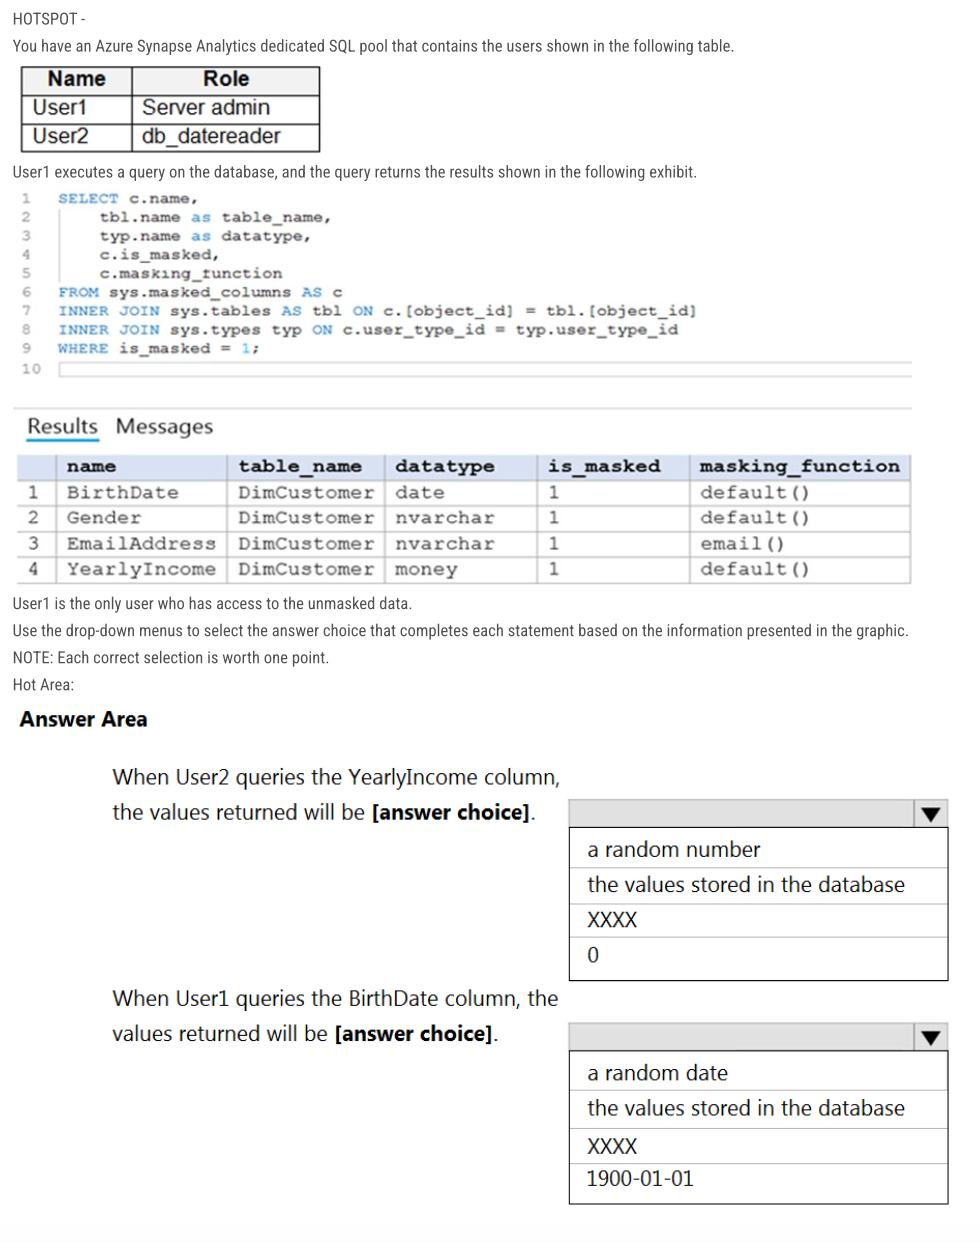 HOTSPOT -
You have an Azure Synapse Analytics dedicated SQL pool that contains the users shown in the following table.
Name Role
User1 Server admin
User2 db_datereader
User1 executes a query on the database, and the query returns the results shown in the following exhibit.
1 SELECT c.name,
2 tbl.name as table_name,
3 typ.name as datatype,
4 c.is_masked,
5 c.masking_function
6 FROM sys.masked_columns AS c
7 INNER JOIN sys.tables AS tbl ON c.[object_id] = tbl.[object_id]
8 INNER JOIN sys.types typ ON c.user_type_id = typ.user_type_id
9 WHERE is_masked = 1;
10
Results Messages
name table_name datatype is_masked masking_function
1 BirthDate DimCustomer date 1 default()
2 Gender DimCustomer nvarchar 1 default()
3 EmailAddress DimCustomer nvarchar 1 email()
4 YearlyIncome DimCustomer money 1 default()
User1 is the only user who has access to the unmasked data.
Use the drop-down menus to select the answer choice that completes each statement based on the information presented in the graphic.
NOTE: Each correct selection is worth one point.
Hot Area:
Answer Area
When User2 queries the YearlyIncome column,
the values returned will be [answer choice].
a random number
the values stored in the database
XXXX
0
When User1 queries the BirthDate column, the
values returned will be [answer choice].
a random date
the values stored in the database
XXXX
1900-01-01